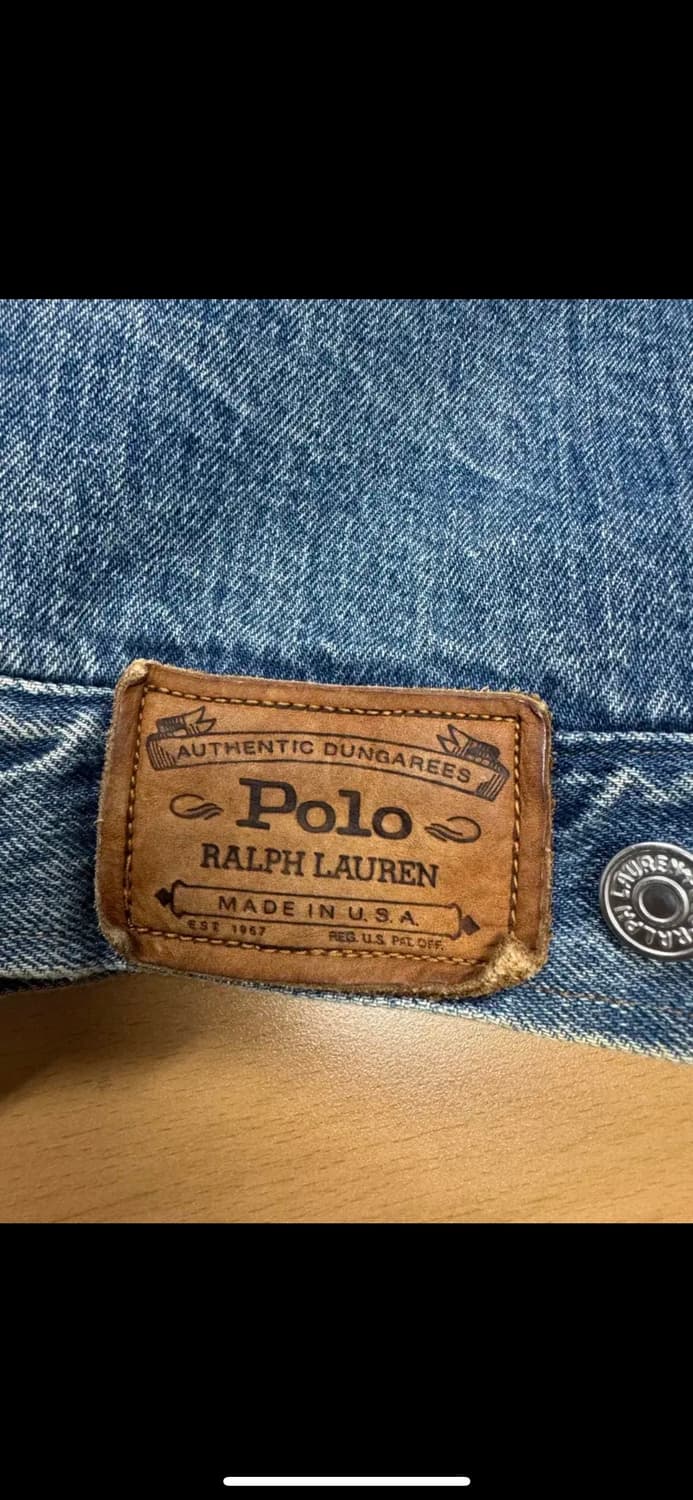 AUTHENTIC DUNGAREES
Polo
RALPH LAUREN
MADE IN U.S.A.
EST 1967 REG. U.S. PAT. OFF.
RALPH LAUREN